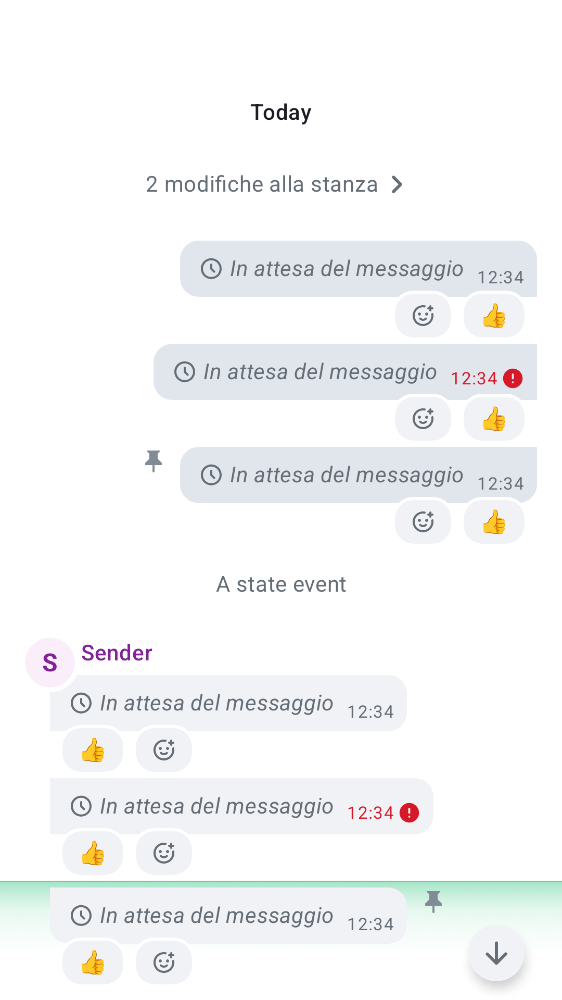 Today
2 modifiche alla stanza
In attesa del messaggio 12:34
In attesa del messaggio 12:34
In attesa del messaggio 12:34
A state event
S Sender
In attesa del messaggio 12:34
In attesa del messaggio 12:34
In attesa del messaggio 12:34